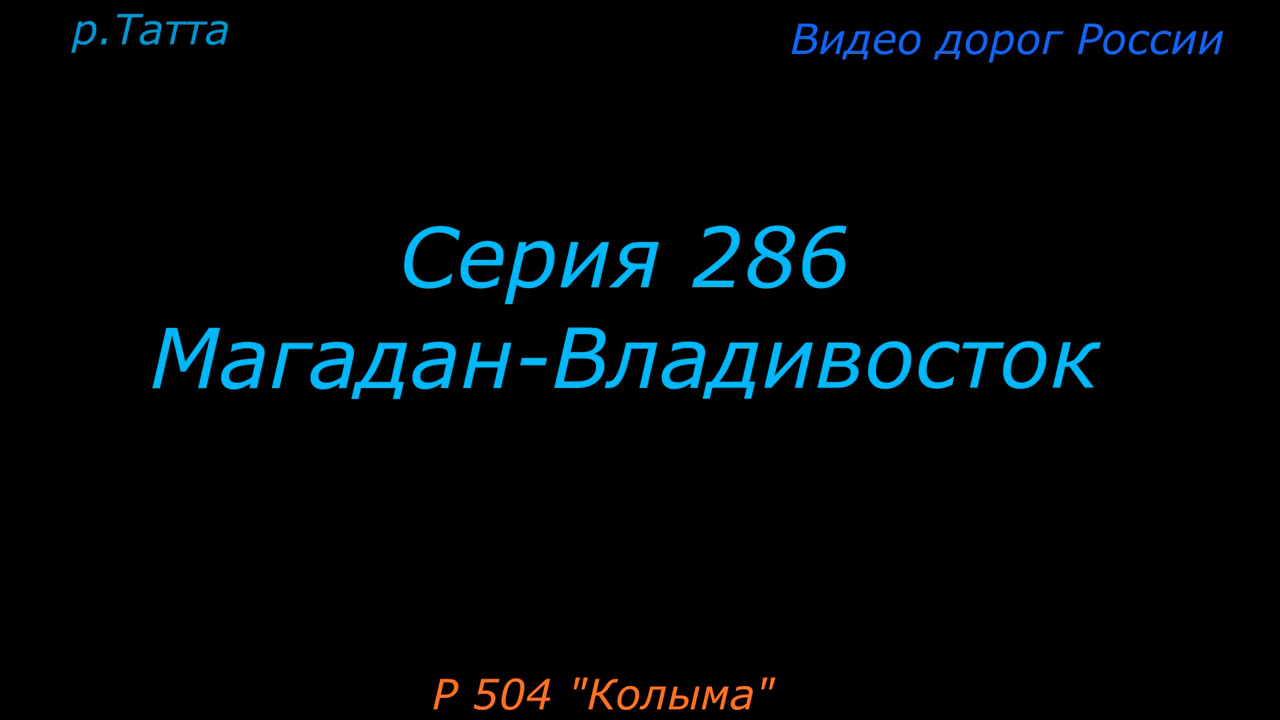 р.Татта
Видео дорог России
Серия 286
Магадан-Владивосток
Р 504 "Колыма"